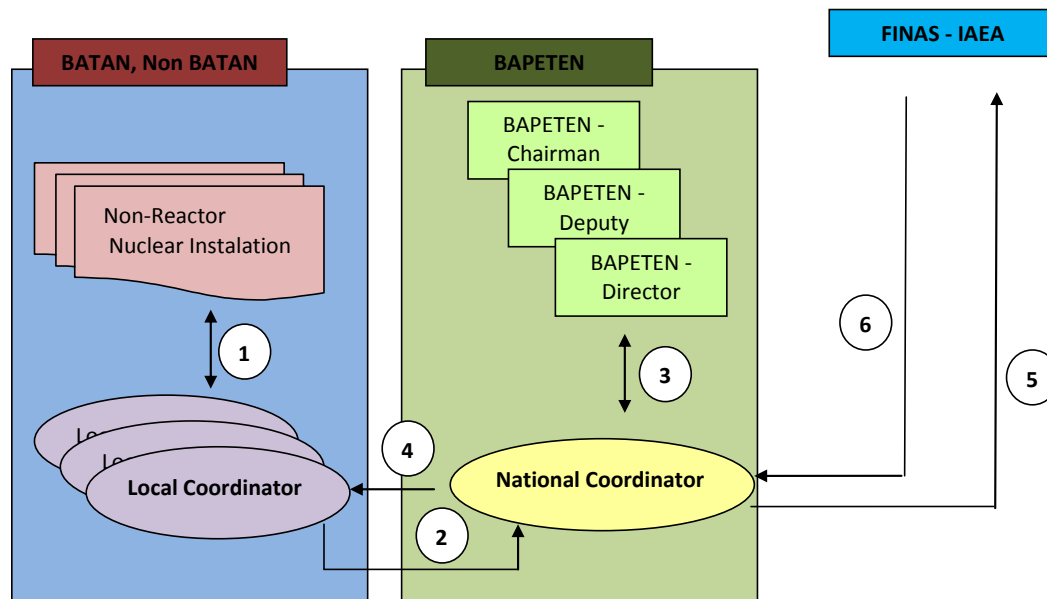 FINAS - IAEA
BATAN, Non BATAN
BAPETEN
BAPETEN -
Chairman
BAPETEN -
Deputy
BAPETEN -
Director
Non-Reactor
Nuclear Instalation
1
3
6
5
4
2
Local Coordinator
National Coordinator